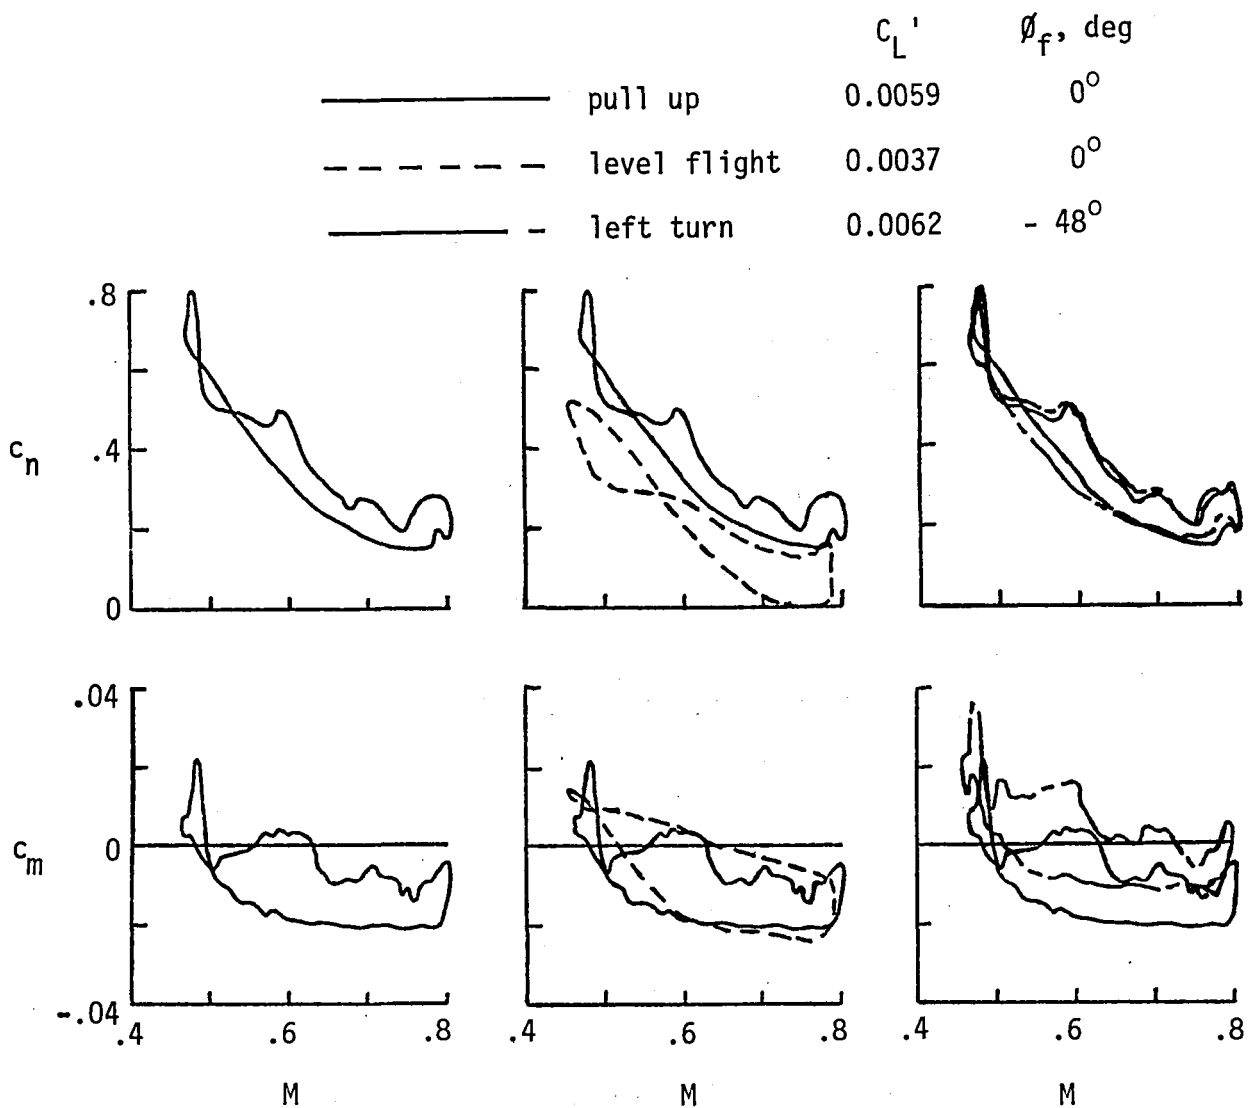 C_L' Ø_f, deg
pull up 0.0059 0°
level flight 0.0037 0°
left turn 0.0062 - 48°
.8
c_n .4
0
.04
c_m 0
-.04
.4 .6 .8 .4 .6 .8 .4 .6 .8
M M M